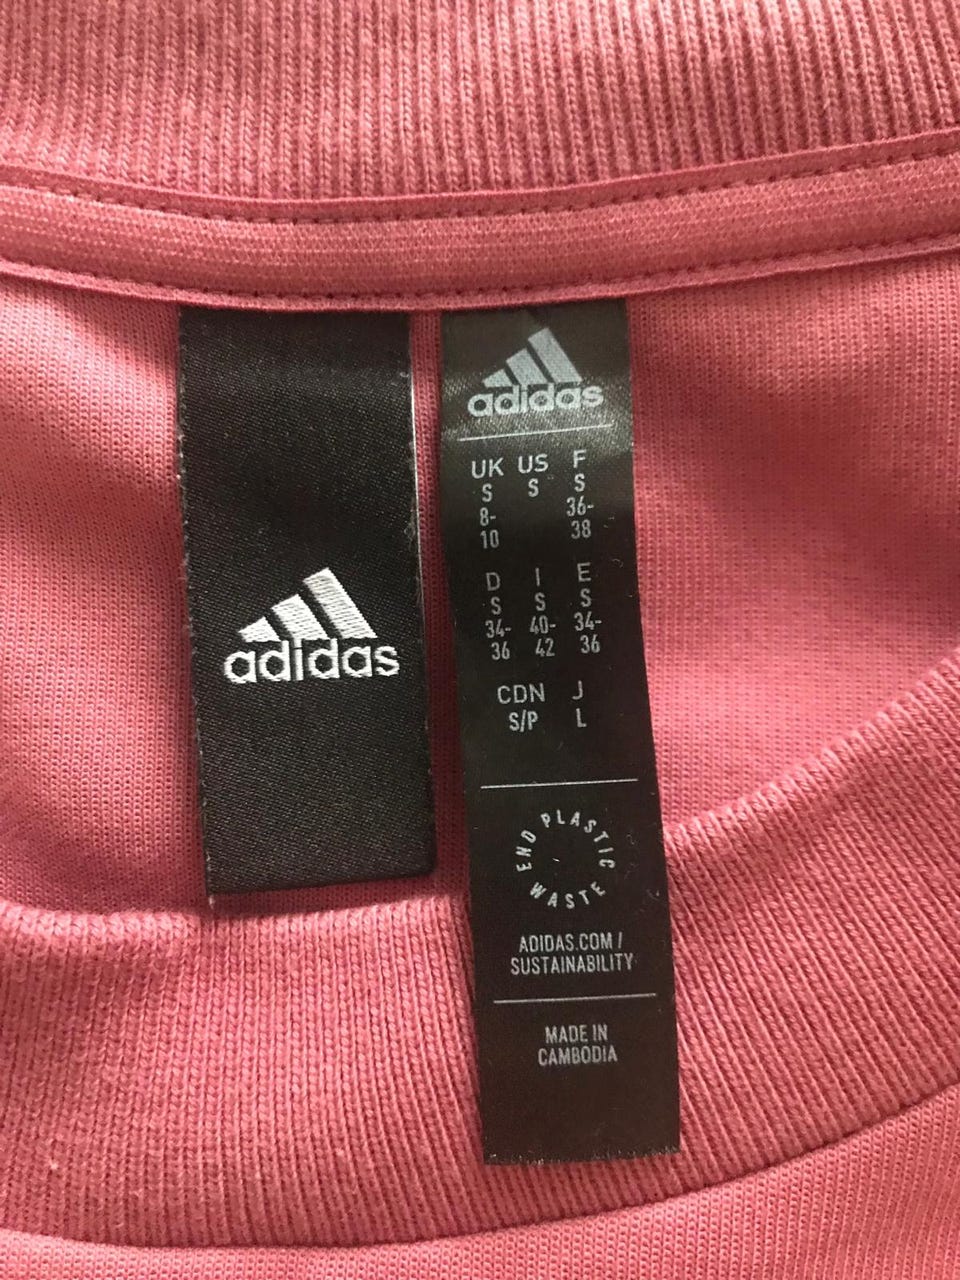 adidas
adidas
UK US F
S S S
8- 36-
10 38
D I E
S S S
34- 40- 34-
36 42 36
CDN J
S/P L
END PLASTIC WASTE
ADIDAS.COM /
SUSTAINABILITY
MADE IN
CAMBODIA